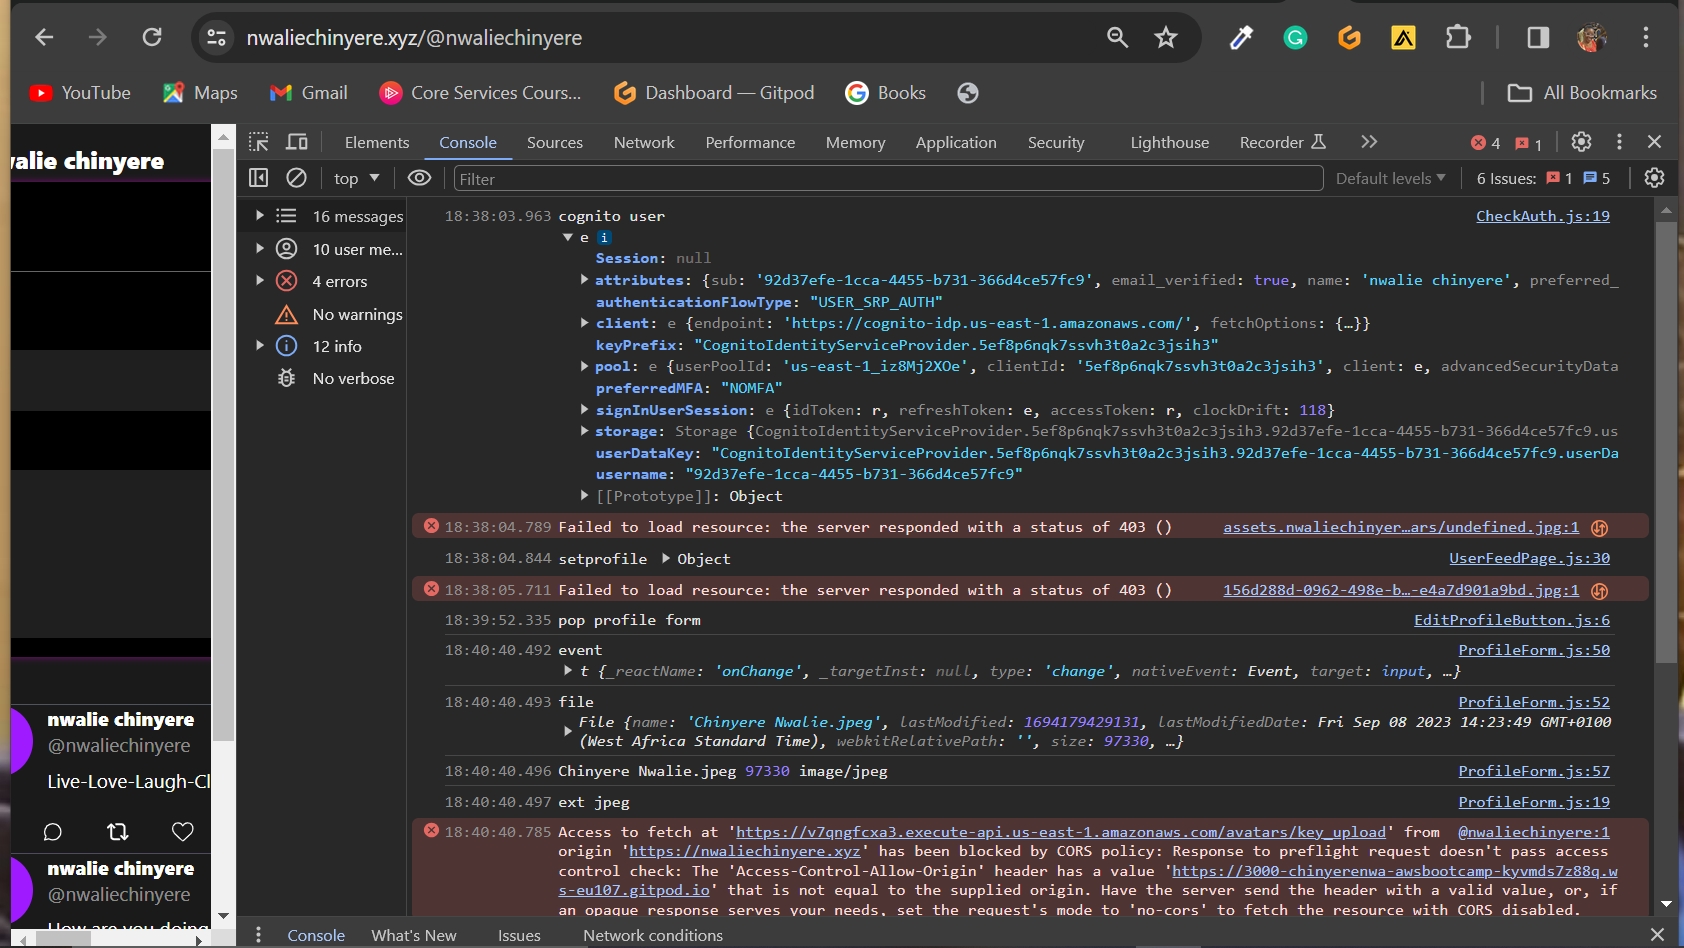 nwaliechinyere.xyz/@nwaliechinyere
YouTube Maps Gmail Core Services Cours... Dashboard — Gitpod Books All Bookmarks
Elements Console Sources Network Performance Memory Application Security Lighthouse Recorder 4 1
top Filter Default levels 6 Issues: 1 5
walie chinyere
16 messages
10 user me...
4 errors
No warnings
12 info
No verbose
18:38:03.963 cognito user CheckAuth.js:19
e i
Session: null
attributes: {sub: '92d37efe-1cca-4455-b731-366d4ce57fc9', email_verified: true, name: 'nwalie chinyere', preferred_
authenticationFlowType: "USER_SRP_AUTH"
client: e {endpoint: 'https://cognito-idp.us-east-1.amazonaws.com/', fetchOptions: {…}}
keyPrefix: "CognitoIdentityServiceProvider.5ef8p6nqk7ssvh3t0a2c3jsih3"
pool: e {userPoolId: 'us-east-1_iz8Mj2XOe', clientId: '5ef8p6nqk7ssvh3t0a2c3jsih3', client: e, advancedSecurityData
preferredMFA: "NOMFA"
signInUserSession: e {idToken: r, refreshToken: e, accessToken: r, clockDrift: 118}
storage: Storage {CognitoIdentityServiceProvider.5ef8p6nqk7ssvh3t0a2c3jsih3.92d37efe-1cca-4455-b731-366d4ce57fc9.us
userDataKey: "CognitoIdentityServiceProvider.5ef8p6nqk7ssvh3t0a2c3jsih3.92d37efe-1cca-4455-b731-366d4ce57fc9.userDa
username: "92d37efe-1cca-4455-b731-366d4ce57fc9"
[[Prototype]]: Object
18:38:04.789 Failed to load resource: the server responded with a status of 403 () assets.nwaliechinyer…ars/undefined.jpg:1
18:38:04.844 setprofile Object UserFeedPage.js:30
18:38:05.711 Failed to load resource: the server responded with a status of 403 () 156d288d-0962-498e-b…-e4a7d901a9bd.jpg:1
18:39:52.335 pop profile form EditProfileButton.js:6
18:40:40.492 event ProfileForm.js:50
t {_reactName: 'onChange', _targetInst: null, type: 'change', nativeEvent: Event, target: input, …}
18:40:40.493 file ProfileForm.js:52
File {name: 'Chinyere Nwalie.jpeg', lastModified: 1694179429131, lastModifiedDate: Fri Sep 08 2023 14:23:49 GMT+0100
(West Africa Standard Time), webkitRelativePath: '', size: 97330, …}
18:40:40.496 Chinyere Nwalie.jpeg 97330 image/jpeg ProfileForm.js:57
18:40:40.497 ext jpeg ProfileForm.js:19
18:40:40.785 Access to fetch at 'https://v7qngfcxa3.execute-api.us-east-1.amazonaws.com/avatars/key_upload' from @nwaliechinyere:1
origin 'https://nwaliechinyere.xyz' has been blocked by CORS policy: Response to preflight request doesn't pass access
control check: The 'Access-Control-Allow-Origin' header has a value 'https://3000-chinyerenwa-awsbootcamp-kyvmds7z88q.w
s-eu107.gitpod.io' that is not equal to the supplied origin. Have the server send the header with a valid value, or, if
an opaque response serves your needs, set the request's mode to 'no-cors' to fetch the resource with CORS disabled.
nwalie chinyere
@nwaliechinyere
Live-Love-Laugh-Cl
nwalie chinyere
@nwaliechinyere
How are you doing
Console What's New Issues Network conditions